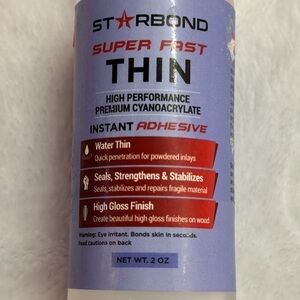 STARBOND
SUPER FAST
THIN
HIGH PERFORMANCE
PREMIUM CYANOACRYLATE
INSTANT ADHESIVE
Water Thin
Quick penetration for powdered inlays
Seals, Strengthens & Stabilizes
Seals, stabilizes and repairs fragile material
High Gloss Finish
Create beautiful high gloss finishes on wood
Warning: Eye irritant. Bonds skin in seconds.
Read cautions on back
NET WT. 2 OZ